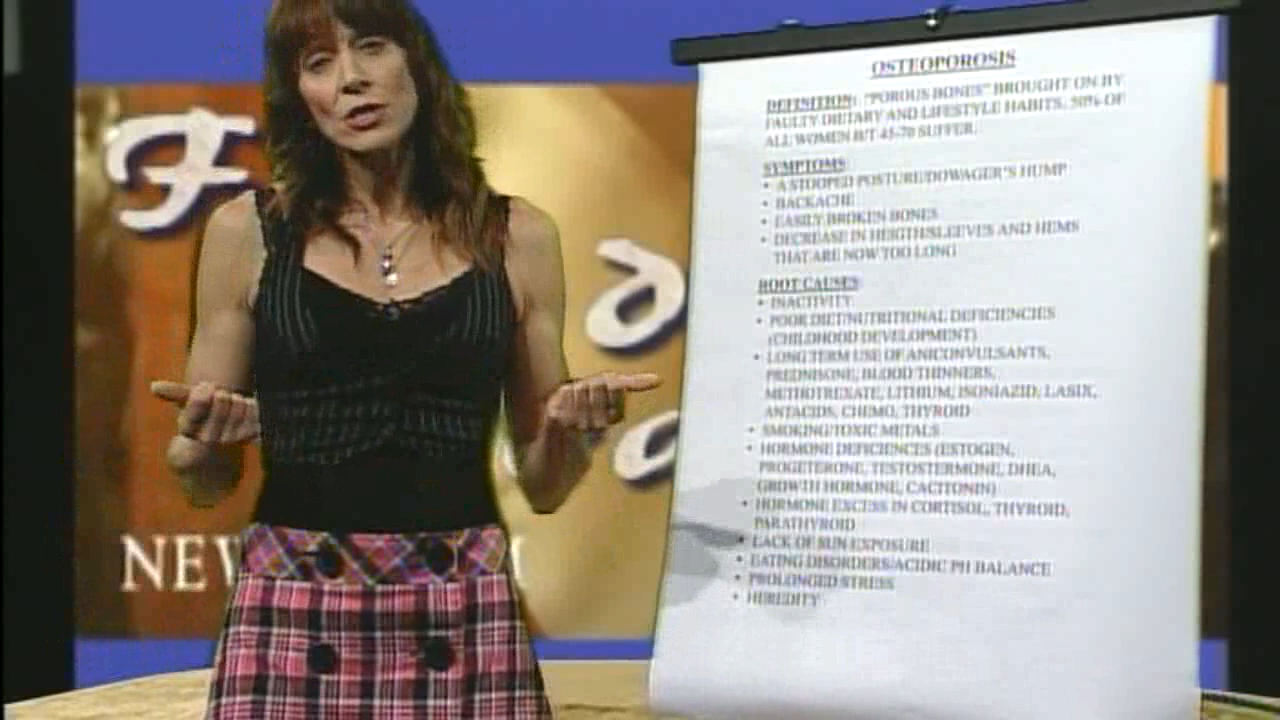 F
d
NEW
OSTEOPOROSIS
DEFINITION: "POROUS BONES" BROUGHT ON BY
FAULTY DIETARY AND LIFESTYLE HABITS. 50% OF
ALL WOMEN B/T 45-70 SUFFER.
SYMPTOMS:
• A STOOPED POSTURE/DOWAGER'S HUMP
• BACKACHE
• EASILY BROKEN BONES
• DECREASE IN HEIGTH/SLEEVES AND HEMS
THAT ARE NOW TOO LONG
ROOT CAUSES:
• INACTIVITY
• POOR DIET/NUTRITIONAL DEFICIENCIES
(CHILDHOOD DEVELOPMENT)
• LONG TERM USE OF ANICONVULSANTS,
PREDNISONE, BLOOD THINNERS,
METHOTREXATE, LITHIUM, ISONIAZID, LASIX,
ANTACIDS, CHEMO, THYROID
• SMOKING/TOXIC METALS
• HORMONE DEFICIENCES (ESTOGEN,
PROGETERONE, TESTOSTERMONE, DHEA,
GROWTH HORMONE, CACITONIN)
• HORMONE EXCESS IN CORTISOL, THYROID,
PARATHYROID
• LACK OF SUN EXPOSURE
• EATING DISORDERS/ACIDIC PH BALANCE
• PROLONGED STRESS
• HEREDITY